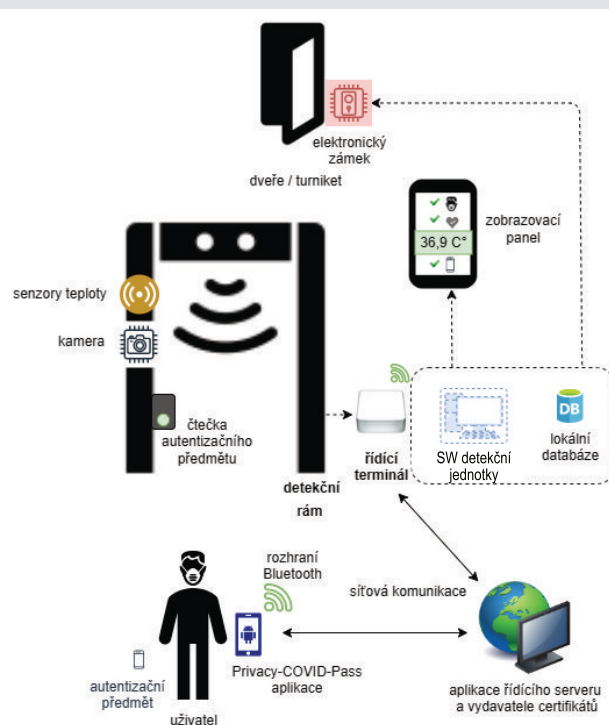 elektronický
zámek
dveře / turniket
36,9 C°
zobrazovací
panel
senzory teploty
kamera
čtečka
autentizačního
předmětu
detekční
rám
řídící
terminál
SW detekční
jednotky
DB
lokální
databáze
rozhraní
Bluetooth
síťová komunikace
Privacy-COVID-Pass
aplikace
autentizační
předmět
uživatel
aplikace řídícího serveru
a vydavatele certifikátů